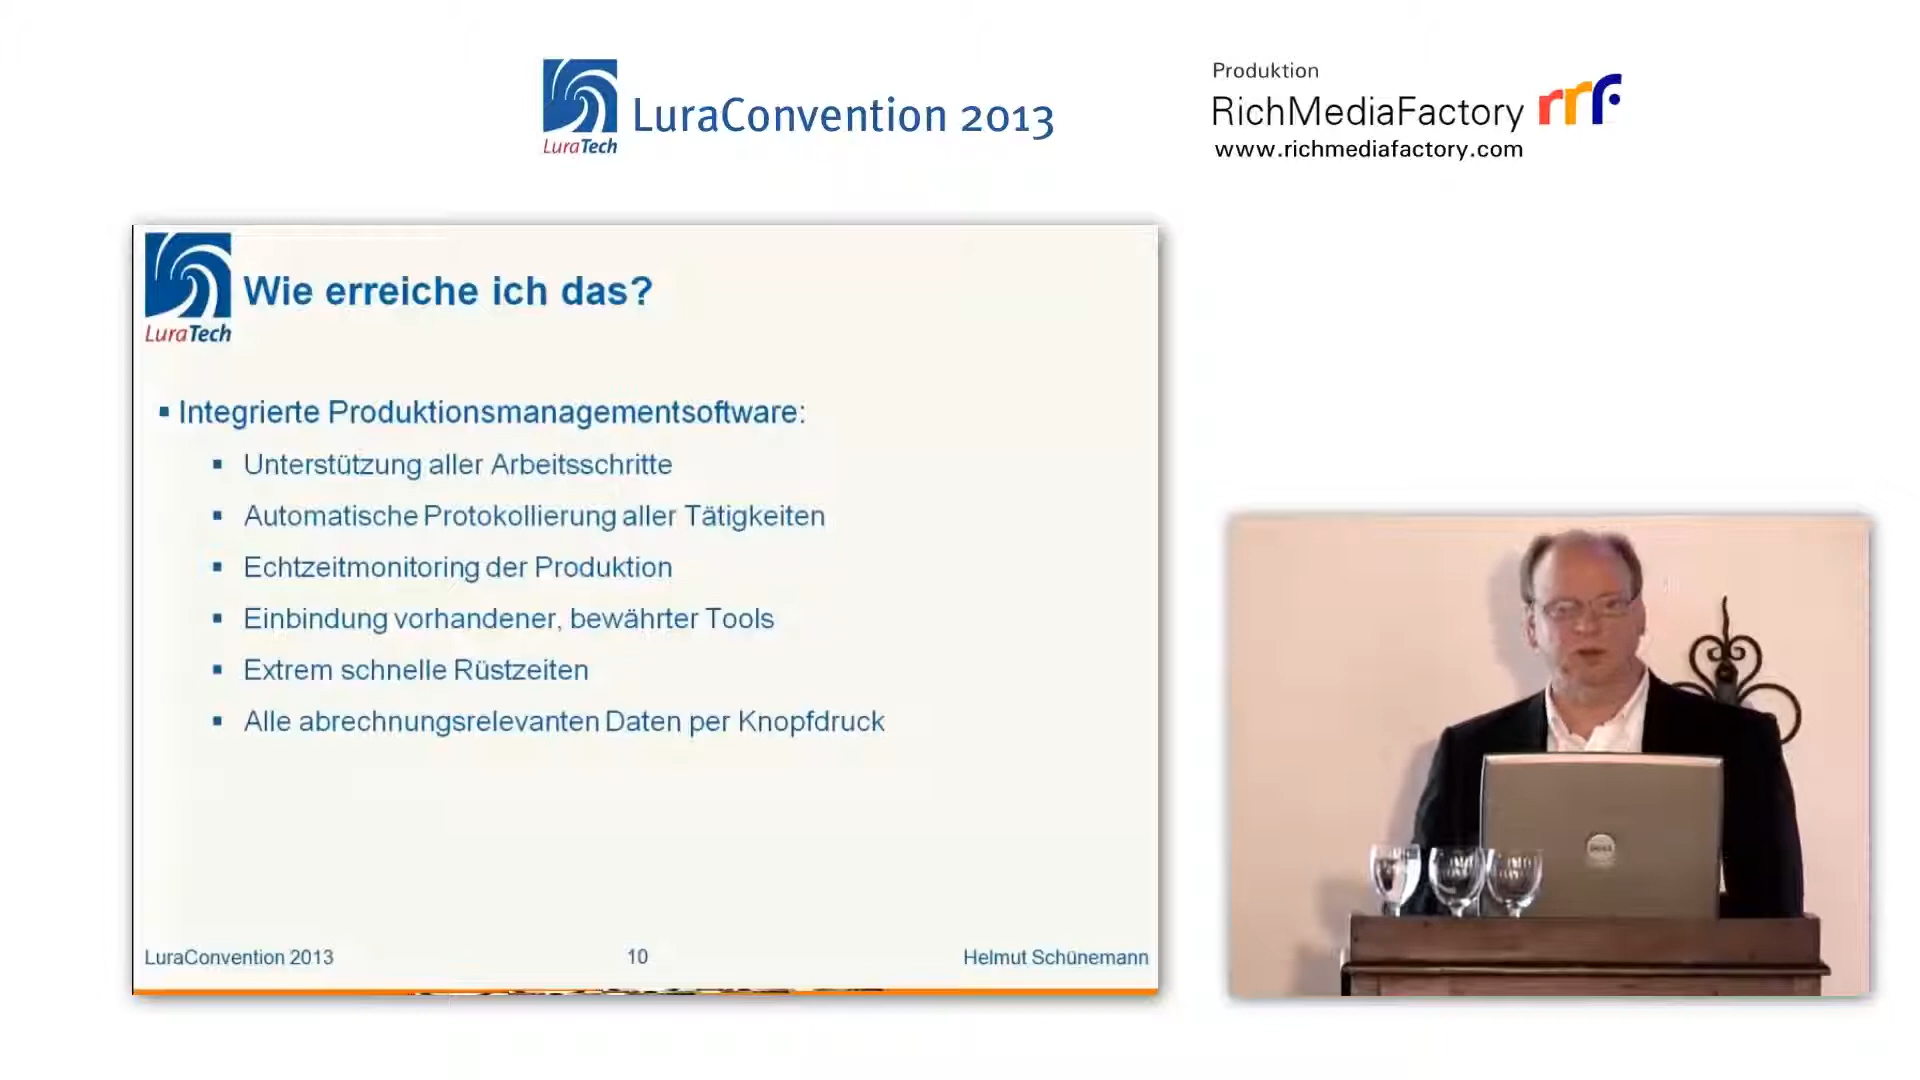 LuraTech
LuraConvention 2013
Produktion
RichMediaFactory rmf
www.richmediafactory.com
LuraTech
Wie erreiche ich das?
▪ Integrierte Produktionsmanagementsoftware:
▪ Unterstützung aller Arbeitsschritte
▪ Automatische Protokollierung aller Tätigkeiten
▪ Echtzeitmonitoring der Produktion
▪ Einbindung vorhandener, bewährter Tools
▪ Extrem schnelle Rüstzeiten
▪ Alle abrechnungsrelevanten Daten per Knopfdruck
LuraConvention 2013
10
Helmut Schünemann
DELL